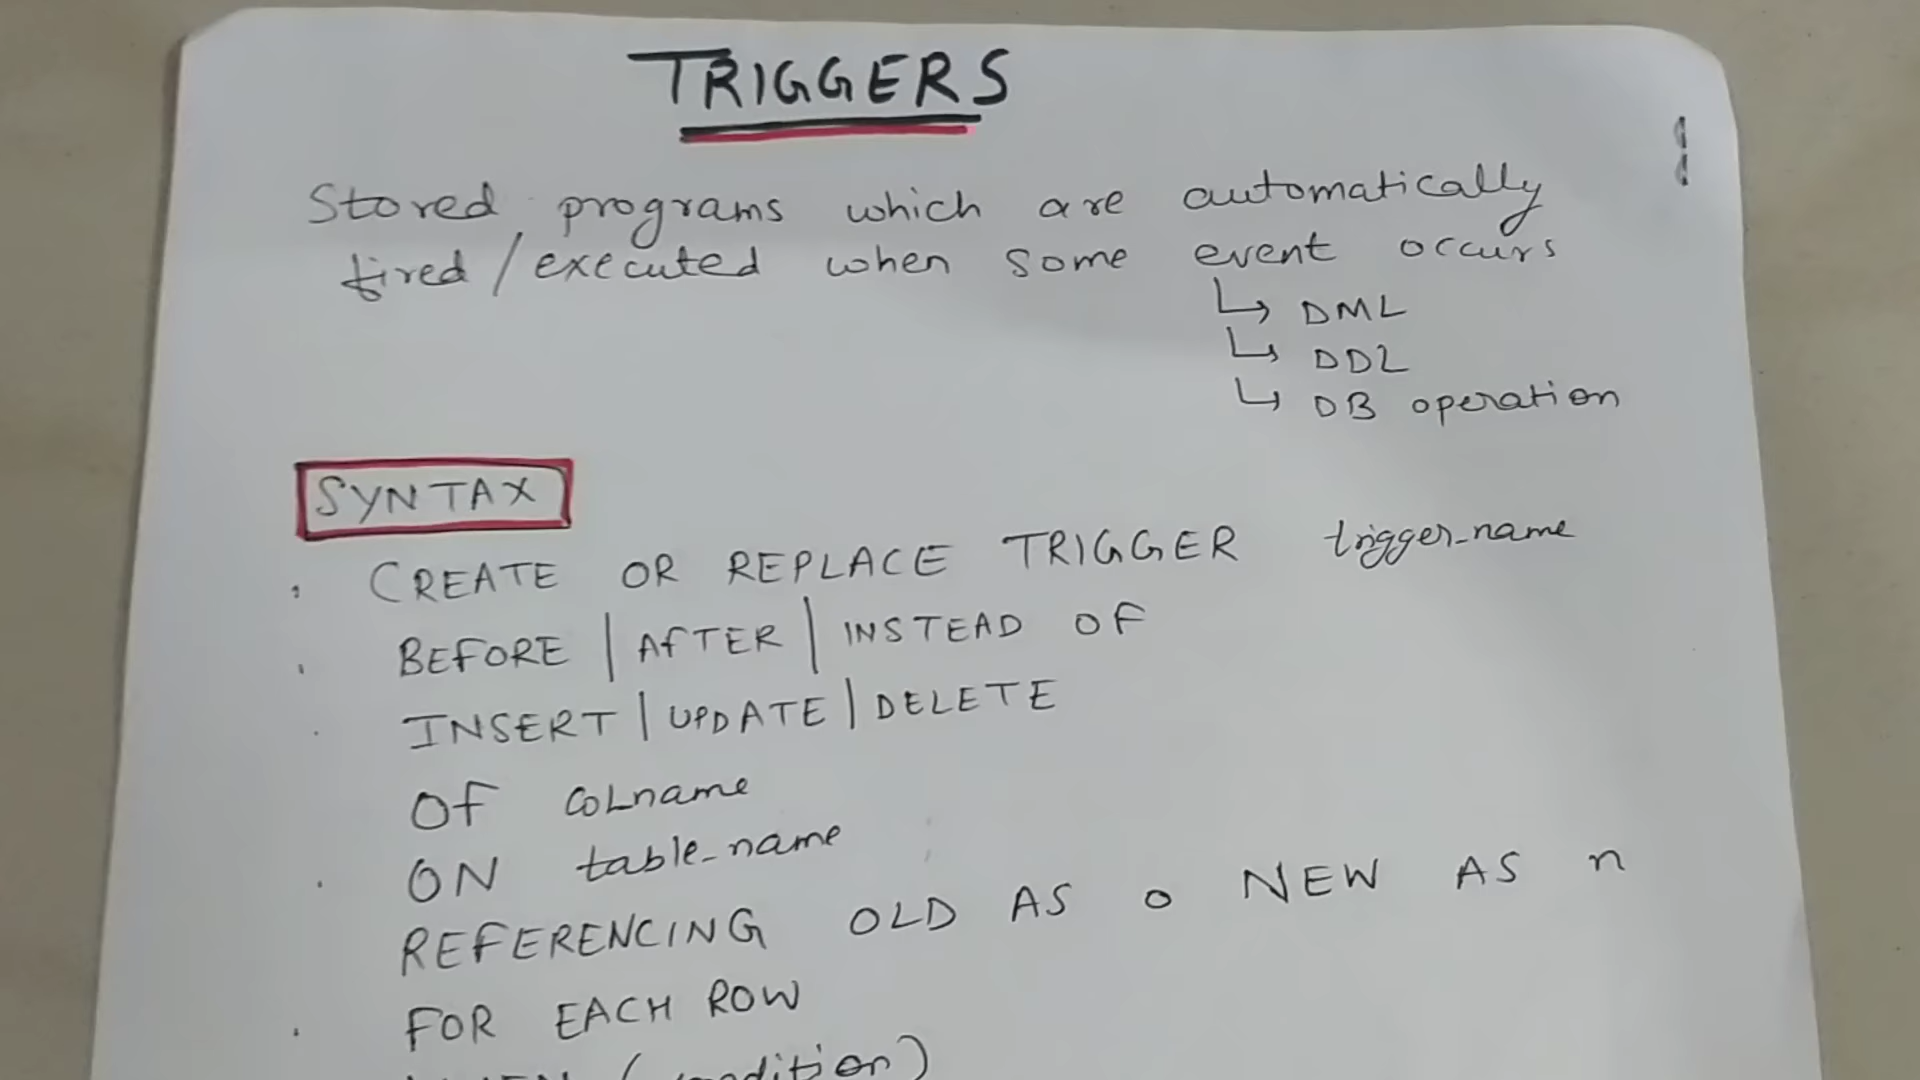 TRIGGERS
Stored programs which are automatically
fired/executed when some event occurs
↳ DML
↳ DDL
↳ DB operation
SYNTAX
CREATE OR REPLACE TRIGGER trigger_name
BEFORE | AFTER | INSTEAD OF
INSERT | UPDATE | DELETE
OF COLname
ON table_name
REFERENCING OLD AS o NEW AS n
FOR EACH ROW
(condition)